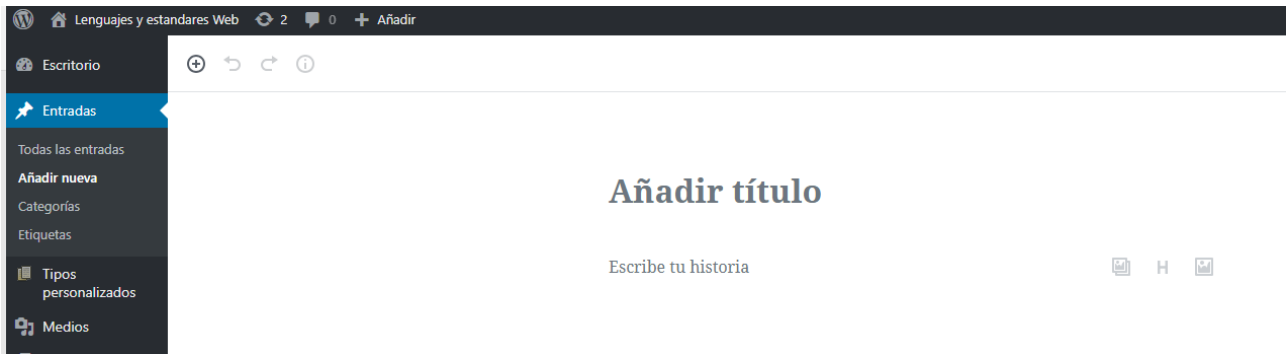 Lenguajes y estandares Web 2 0 Añadir
Escritorio
Entradas
Todas las entradas
Añadir nueva
Categorías
Etiquetas
Tipos
personalizados
Medios
Añadir título
Escribe tu historia H